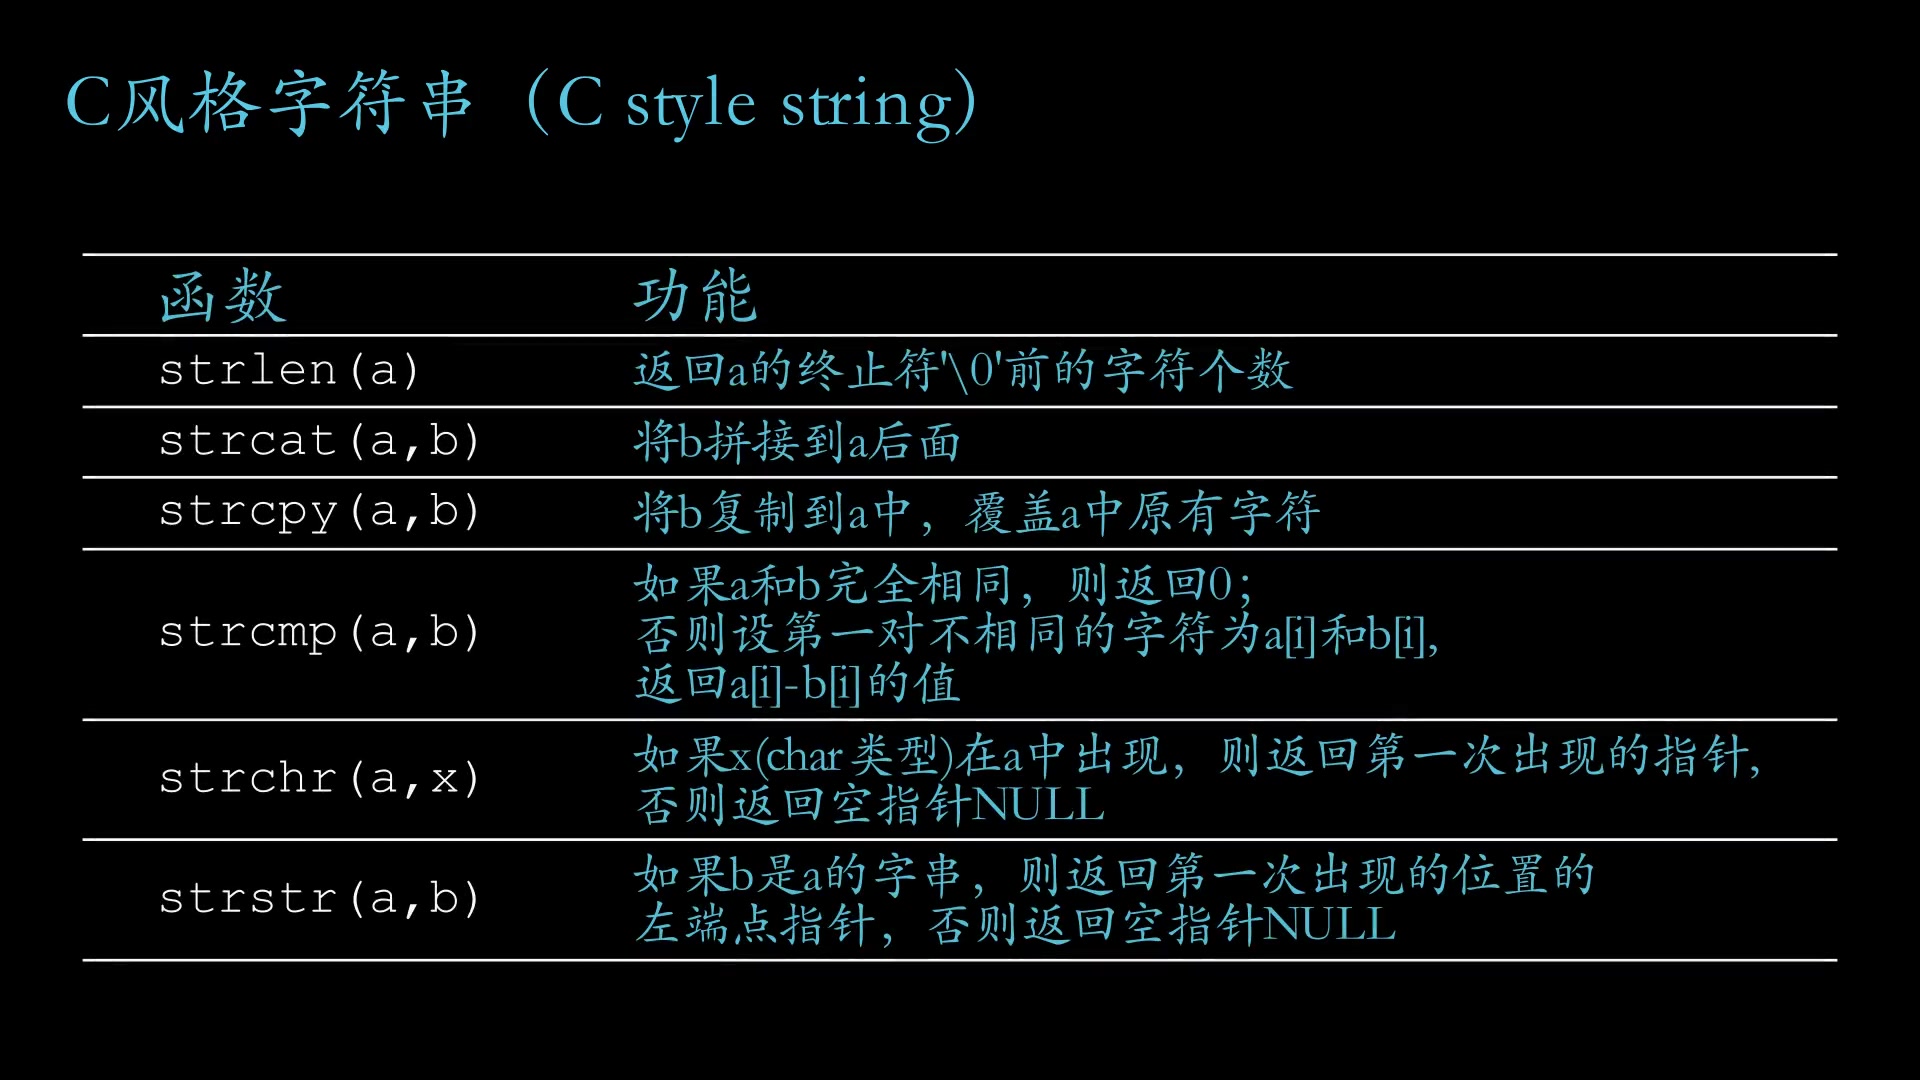 C风格字符串（C style string）
函数 功能
strlen(a) 返回a的终止符'\0'前的字符个数
strcat(a,b) 将b拼接到a后面
strcpy(a,b) 将b复制到a中，覆盖a中原有字符
strcmp(a,b) 如果a和b完全相同，则返回0；
否则设第一对不相同的字符为a[i]和b[i],
返回a[i]-b[i]的值
strchr(a,x) 如果x(char类型)在a中出现，则返回第一次出现的指针,
否则返回空指针NULL
strstr(a,b) 如果b是a的字串，则返回第一次出现的位置的
左端点指针，否则返回空指针NULL